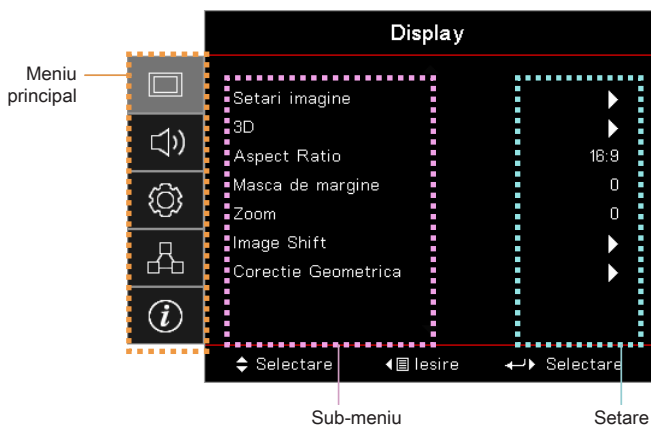 Display
Meniu
principal
Setari imagine
3D
Aspect Ratio 16:9
Masca de margine 0
Zoom 0
Image Shift
Corectie Geometrica
Selectare Iesire Selectare
Sub-meniu Setare